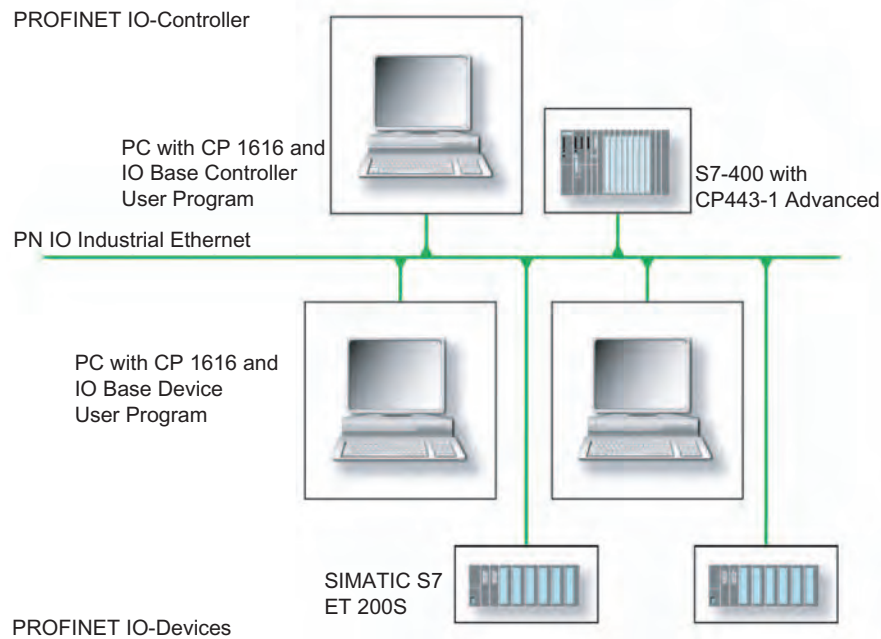 PROFINET IO-Controller
PC with CP 1616 and
IO Base Controller
User Program
S7-400 with
CP443-1 Advanced
PN IO Industrial Ethernet
PC with CP 1616 and
IO Base Device
User Program
SIMATIC S7
ET 200S
PROFINET IO-Devices